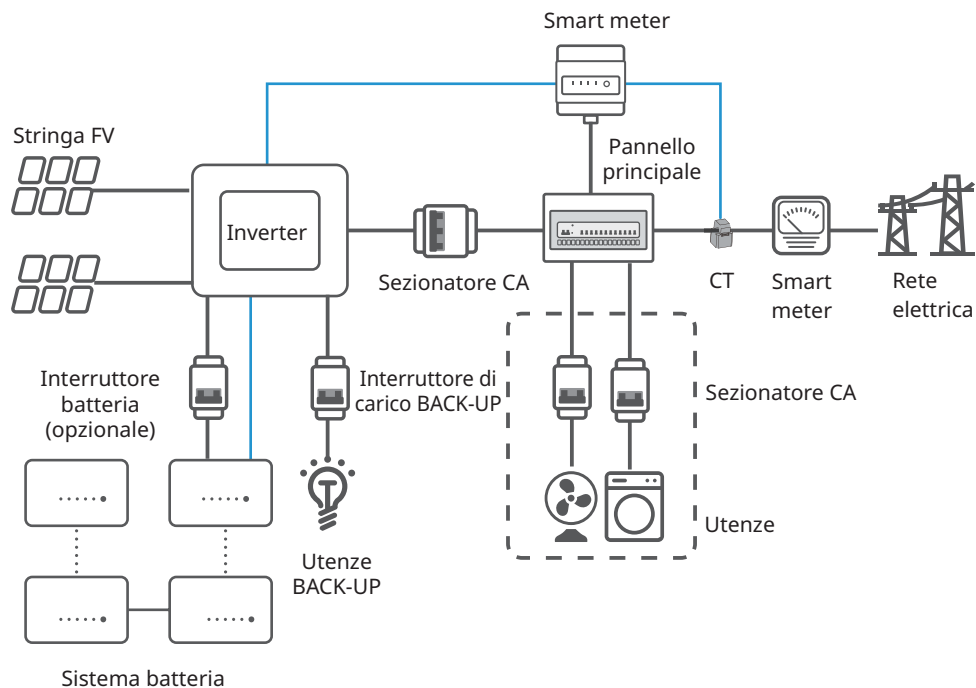 Smart meter
Stringa FV
Pannello
principale
Inverter
Sezionatore CA
CT
Smart
meter
Rete
elettrica
Interruttore
batteria
(opzionale)
Interruttore di
carico BACK-UP
Sezionatore CA
Utenze
Utenze
BACK-UP
Sistema batteria